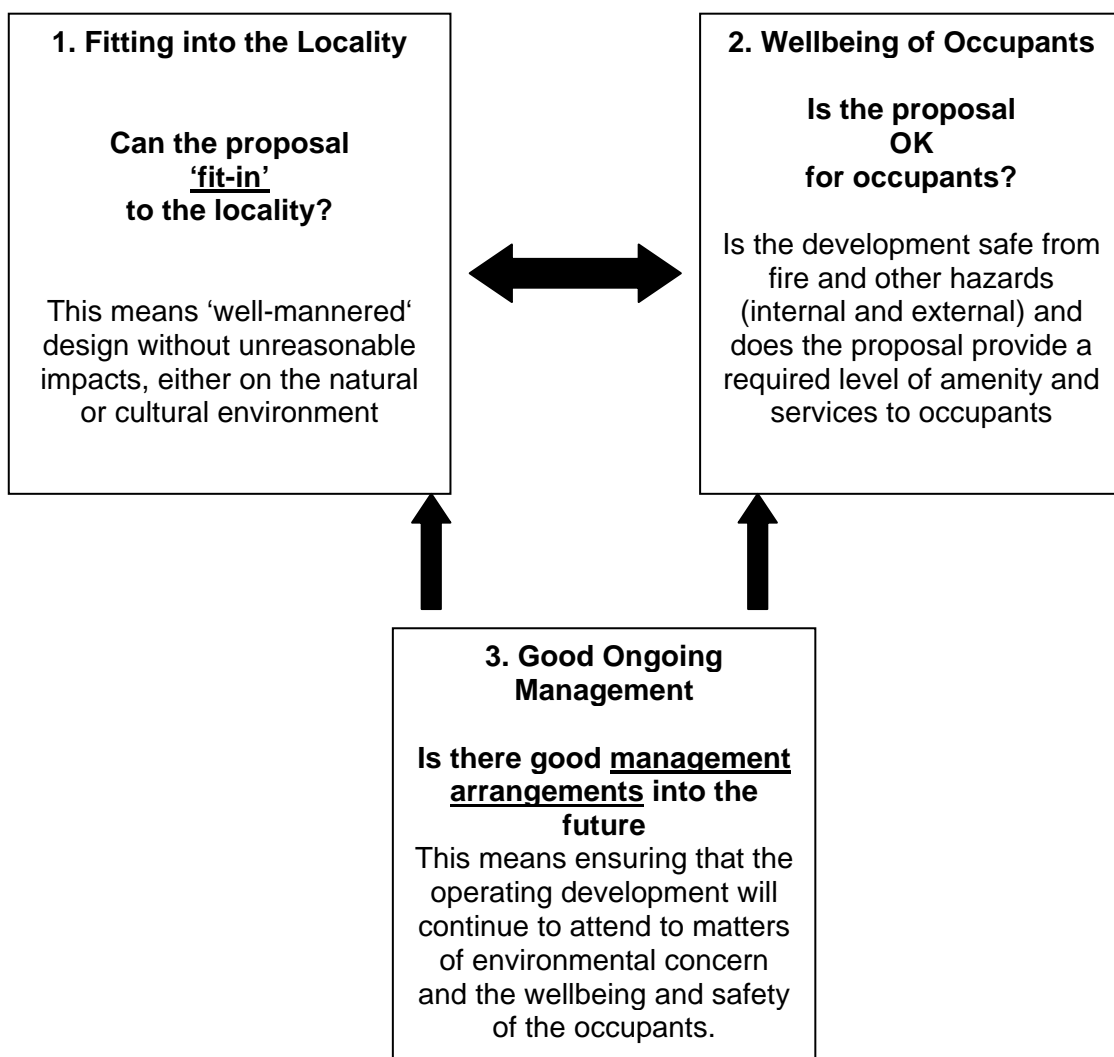 1. Fitting into the Locality
Can the proposal
‘fit-in’
to the locality?
This means ‘well-mannered‘
design without unreasonable
impacts, either on the natural
or cultural environment
2. Wellbeing of Occupants
Is the proposal
OK
for occupants?
Is the development safe from
fire and other hazards
(internal and external) and
does the proposal provide a
required level of amenity and
services to occupants
3. Good Ongoing
Management
Is there good management
arrangements into the
future
This means ensuring that the
operating development will
continue to attend to matters
of environmental concern
and the wellbeing and safety
of the occupants.